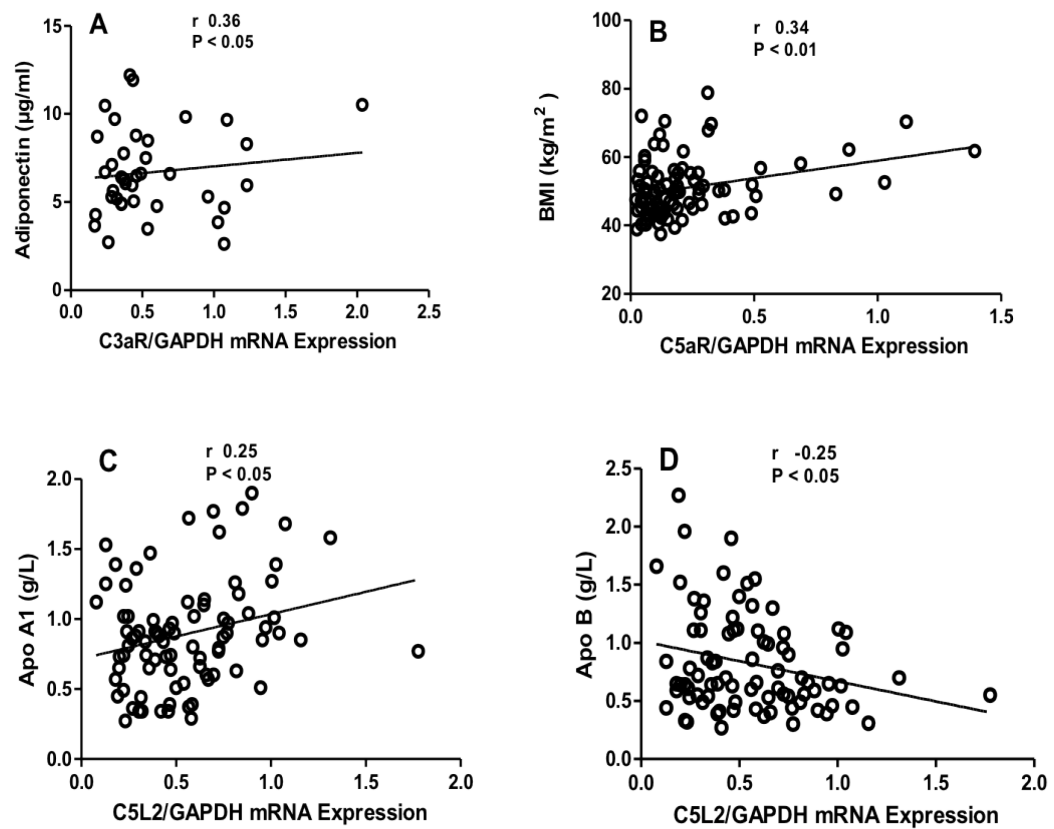 A
r 0.36
P < 0.05
15
10
5
0
Adiponectin (µg/ml)
0.0 0.5 1.0 1.5 2.0 2.5
C3aR/GAPDH mRNA Expression
B
r 0.34
P < 0.01
100
80
60
40
20
BMI (kg/m²)
0.0 0.5 1.0 1.5
C5aR/GAPDH mRNA Expression
C
r 0.25
P < 0.05
2.0
1.5
1.0
0.5
0.0
Apo A1 (g/L)
0.0 0.5 1.0 1.5 2.0
C5L2/GAPDH mRNA Expression
D
r -0.25
P < 0.05
2.5
2.0
1.5
1.0
0.5
0.0
Apo B (g/L)
0.0 0.5 1.0 1.5 2.0
C5L2/GAPDH mRNA Expression